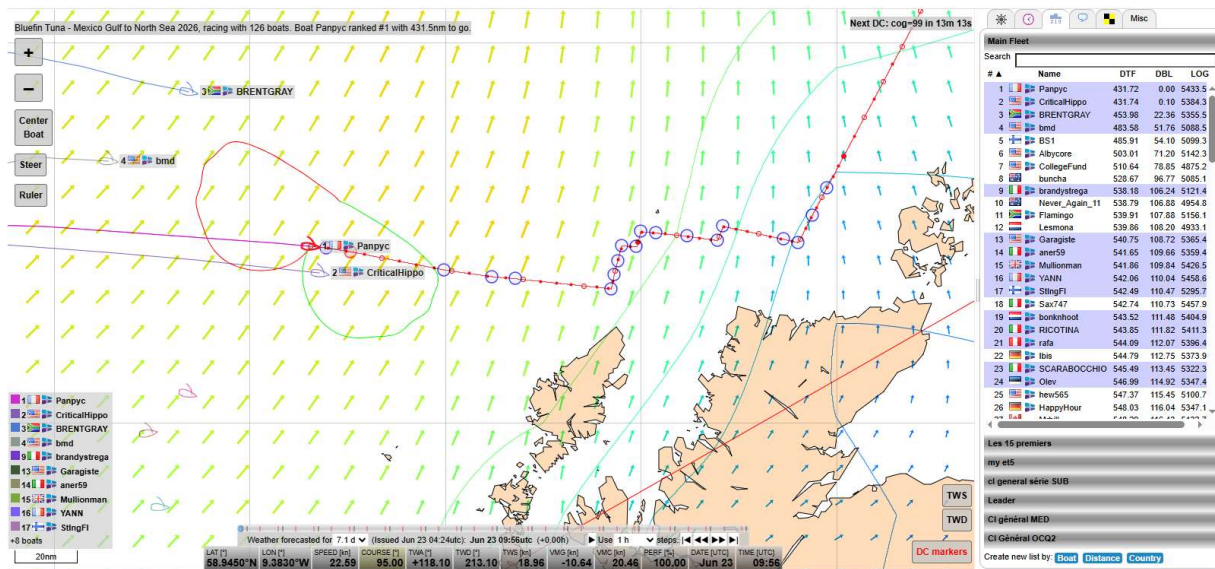 Bluefin Tuna - Mexico Gulf to North Sea 2026, racing with 126 boats. Boat Panpyc ranked #1 with 431.5nm to go.
Next DC: cog=99 in 13m 13s
+
−
Center
Boat
Steer
Ruler
3 BRENTGRAY
4 bmd
1 Panpyc
2 CriticalHippo
1 Panpyc
2 CriticalHippo
3 BRENTGRAY
4 bmd
9 brandystrega
13 Garagiste
14 aner59
15 Mullionman
16 YANN
17 StIngFI
+8 boats
20nm
Weather forecasted for 7.1 d (Issued Jun 23 04:24utc): Jun 23 09:56utc (+0.00h) Use 1 h steps:
LAT [°] LON [°] SPEED [kn] COURSE [°] TWA [°] TWD [°] TWS [kn] VMG [kn] VMC [kn] PERF [%] DATE [UTC] TIME [UTC]
58.9450°N 9.3830°W 22.59 95.00 +118.10 213.10 18.96 -10.64 20.46 100.00 Jun 23 09:56
TWS
TWD
DC markers
Misc
Main Fleet
Search
# ▲ Name DTF DBL LOG
1 Panpyc 431.72 0.00 5433.5
2 CriticalHippo 431.74 0.10 5384.3
3 BRENTGRAY 453.98 22.36 5355.5
4 bmd 483.58 51.76 5088.5
5 BS1 485.91 54.10 5099.3
6 Albycore 503.01 71.20 5142.3
7 CollegeFund 510.64 78.85 4875.2
8 buncha 528.67 96.77 5085.1
9 brandystrega 538.18 106.24 5121.4
10 Never_Again_11 538.79 106.88 4954.8
11 Flamingo 539.91 107.88 5156.1
12 Lesmona 539.86 108.20 4933.1
13 Garagiste 540.75 108.72 5365.4
14 aner59 541.65 109.66 5359.4
15 Mullionman 541.86 109.84 5426.5
16 YANN 542.06 110.04 5458.6
17 StIngFI 542.49 110.47 5295.7
18 Sax747 542.74 110.73 5457.9
19 bonknhoot 543.52 111.48 5404.9
20 RICOTINA 543.85 111.82 5411.3
21 rafa 544.09 112.07 5396.4
22 Ibis 544.79 112.75 5373.9
23 SCARABOCCHIO 545.49 113.45 5322.3
24 Olev 546.99 114.92 5347.4
25 hew565 547.37 115.45 5100.7
26 HappyHour 548.03 116.04 5347.1
Les 15 premiers
my et5
cl general série SUB
Leader
Cl général MED
Cl Général OCQ2
Create new list by: Boat Distance Country